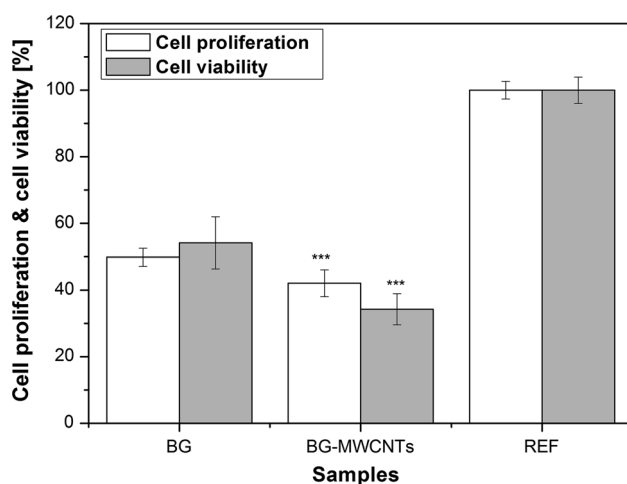 Cell proliferation & cell viability [%]
120
100
80
60
40
20
0
Cell proliferation
Cell viability
***
***
BG
BG-MWCNTs
REF
Samples